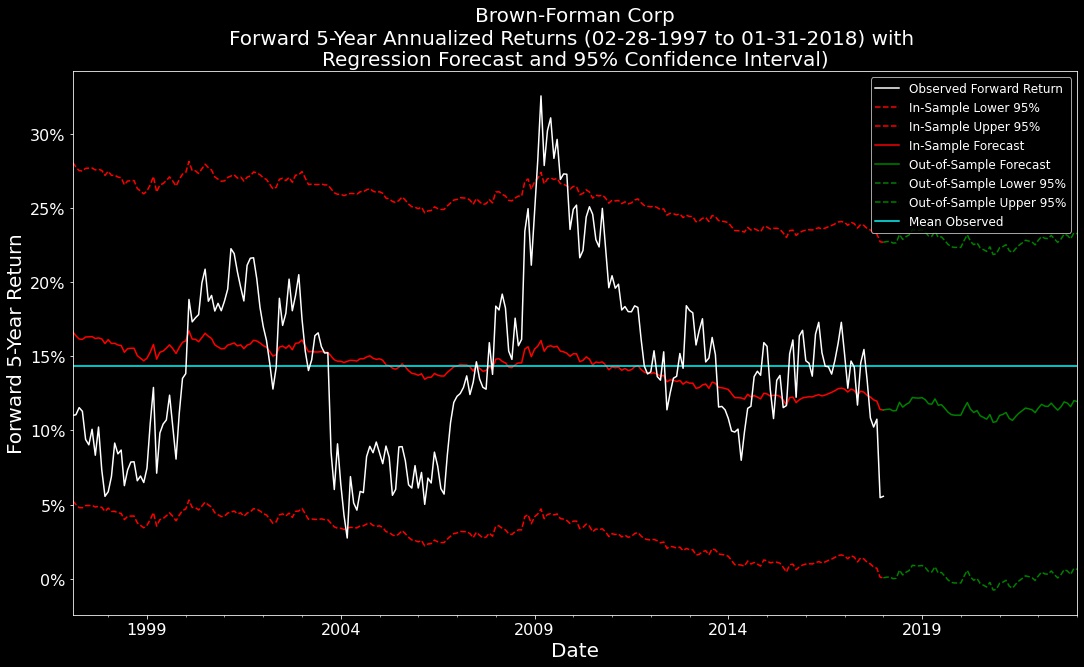 Brown-Forman Corp
Forward 5-Year Annualized Returns (02-28-1997 to 01-31-2018) with
Regression Forecast and 95% Confidence Interval)
Observed Forward Return
In-Sample Lower 95%
In-Sample Upper 95%
In-Sample Forecast
Out-of-Sample Forecast
Out-of-Sample Lower 95%
Out-of-Sample Upper 95%
Mean Observed
Forward 5-Year Return
30%
25%
20%
15%
10%
5%
0%
1999
2004
2009
2014
2019
Date